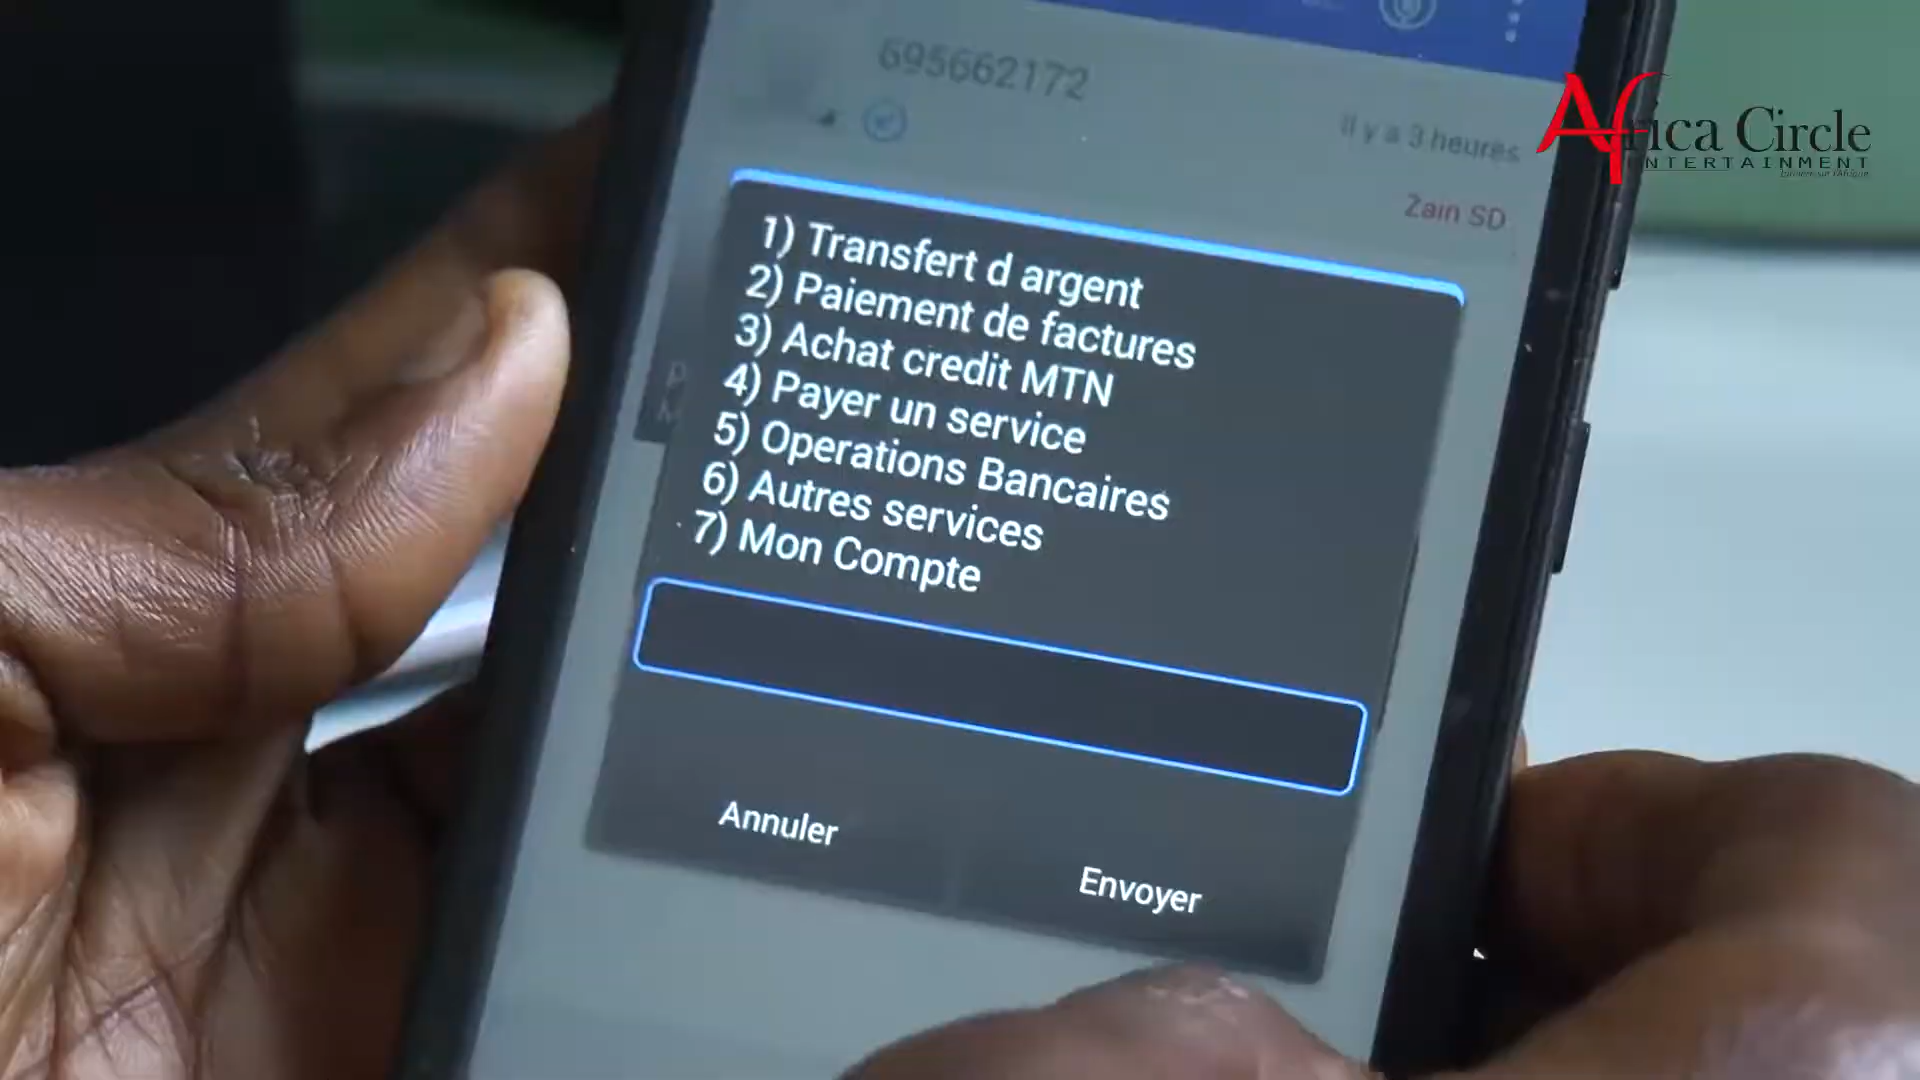 695662172
Il y a 3 heures
Zain SD
Africa Circle
ENTERTAINMENT
1) Transfert d argent
2) Paiement de factures
3) Achat credit MTN
4) Payer un service
5) Operations Bancaires
6) Autres services
7) Mon Compte
Annuler
Envoyer